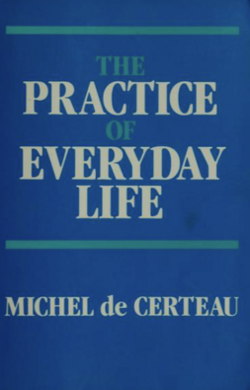 THE
PRACTICE
OF
EVERYDAY
LIFE
MICHEL de CERTEAU